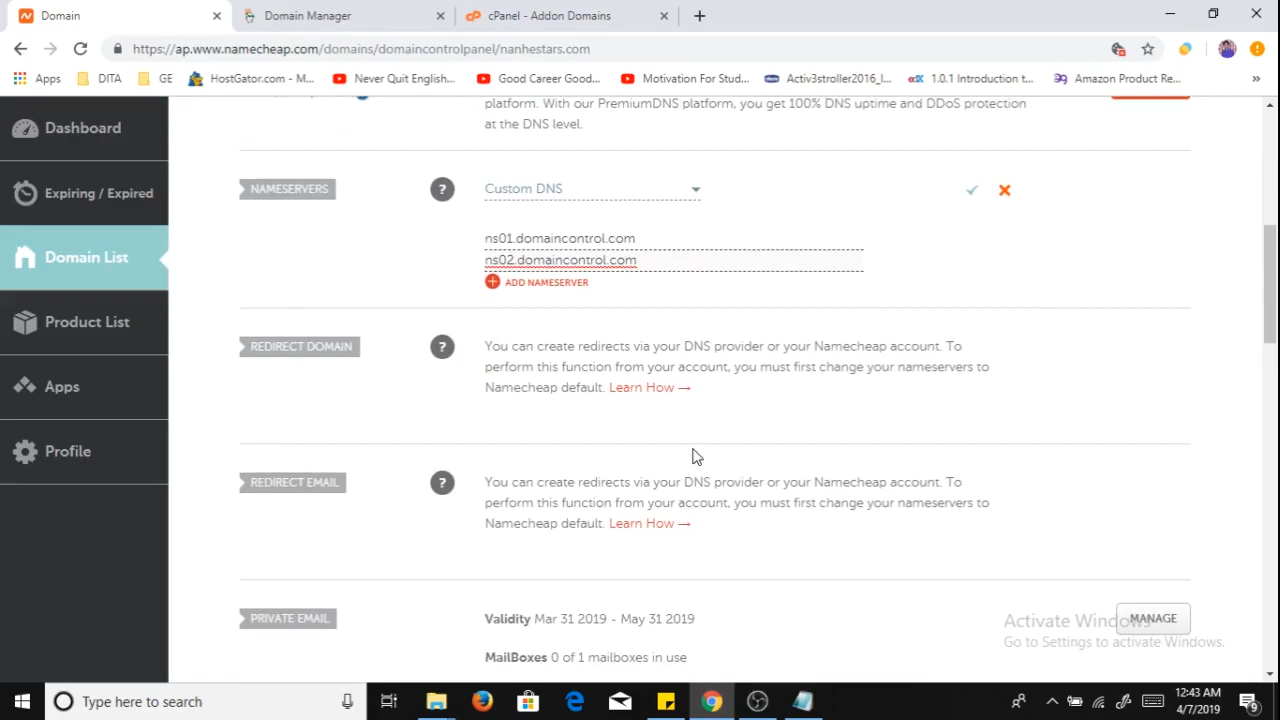 Domain
Domain Manager
cPanel - Addon Domains
https://ap.www.namecheap.com/domains/domaincontrolpanel/nanhestars.com
Apps
DITA
GE
HostGator.com - M...
Never Quit English...
Good Career Good...
Motivation For Stud...
Activ3stroller2016_I...
1.0.1 Introduction t...
Amazon Product Re...
»
platform. With our PremiumDNS platform, you get 100% DNS uptime and DDoS protection
at the DNS level.
Dashboard
Expiring / Expired
Domain List
Product List
Apps
Profile
NAMESERVERS
?
Custom DNS
ns01.domaincontrol.com
ns02.domaincontrol.com
ADD NAMESERVER
REDIRECT DOMAIN
?
You can create redirects via your DNS provider or your Namecheap account. To
perform this function from your account, you must first change your nameservers to
Namecheap default. Learn How →
REDIRECT EMAIL
?
You can create redirects via your DNS provider or your Namecheap account. To
perform this function from your account, you must first change your nameservers to
Namecheap default. Learn How →
PRIVATE EMAIL
Validity Mar 31 2019 - May 31 2019
MANAGE
MailBoxes 0 of 1 mailboxes in use
Activate Windows
Go to Settings to activate Windows.
Type here to search
12:43 AM
4/7/2019
9